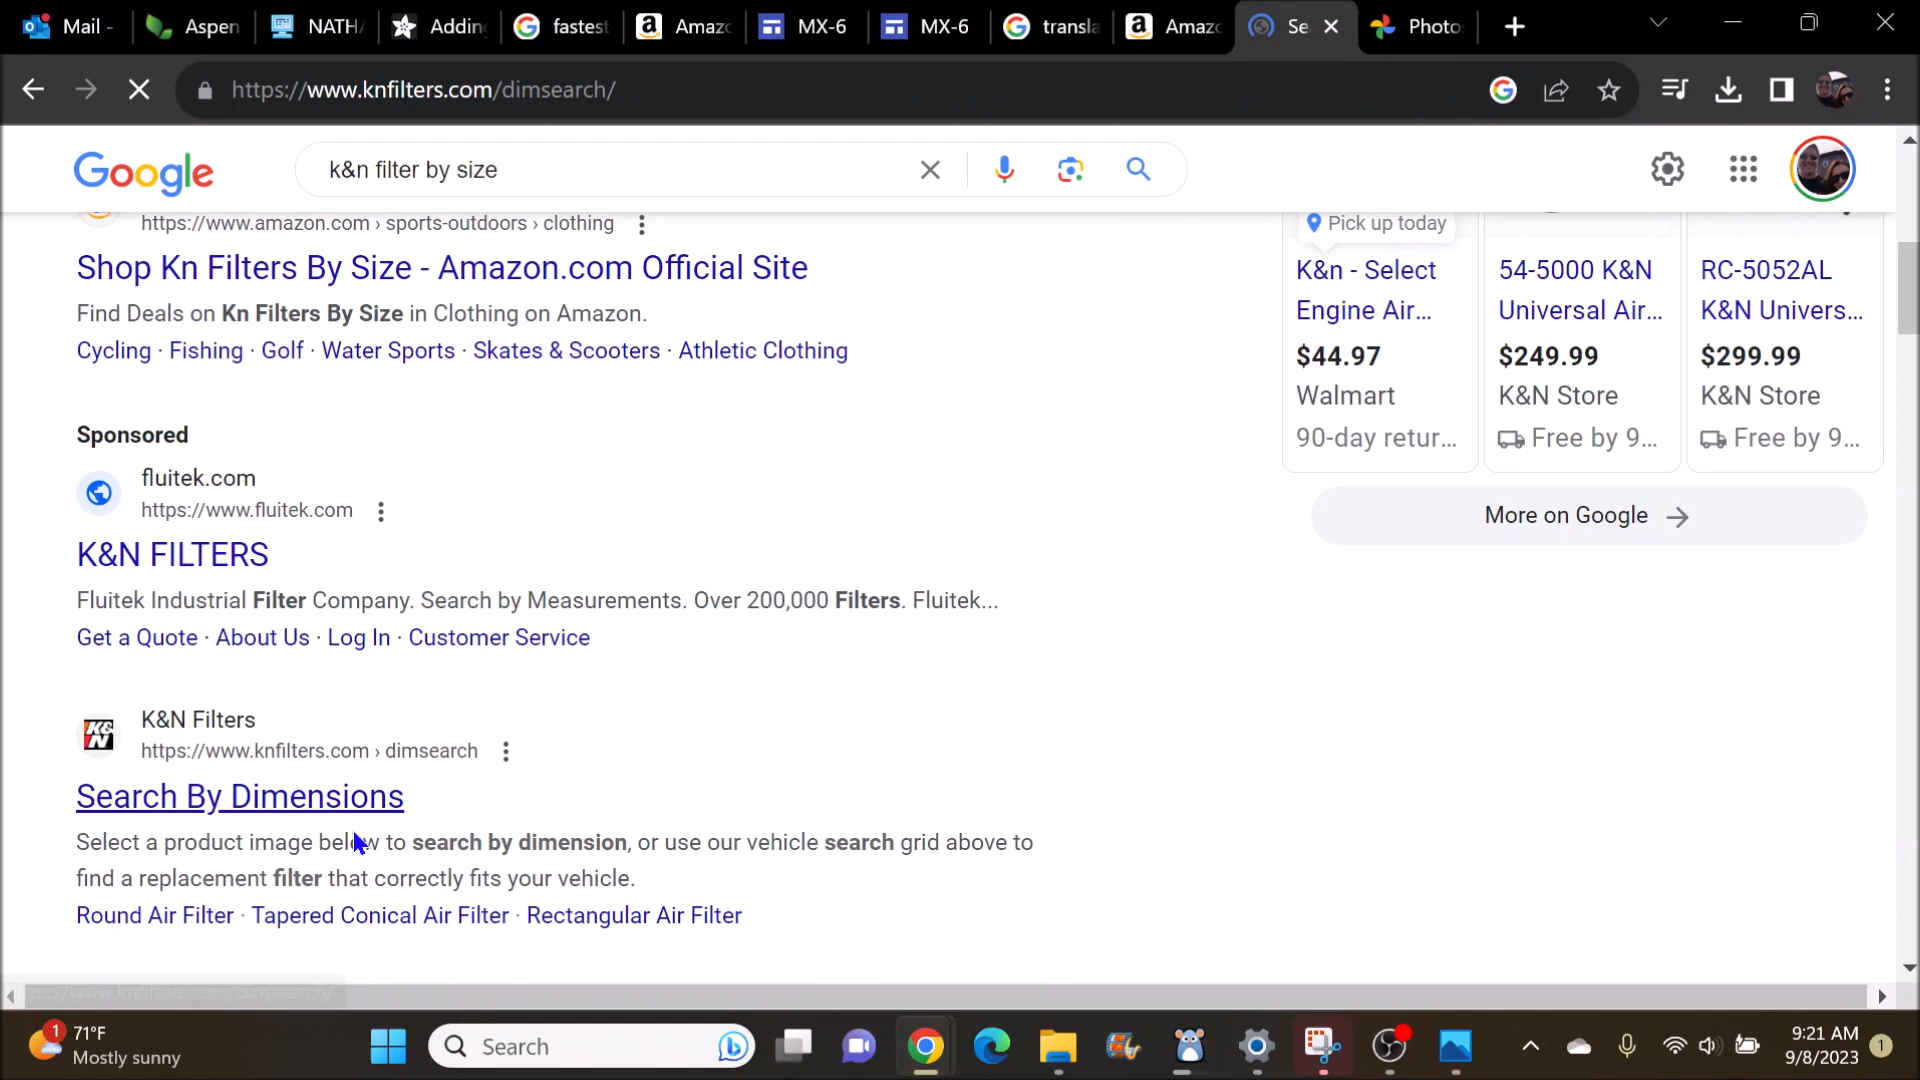 Mail -
Aspen
NATHA
Adding
fastest
Amazo
MX-6
MX-6
transla
Amazo
Se
Photo
https://www.knfilters.com/dimsearch/
Google
k&n filter by size
https://www.amazon.com › sports-outdoors › clothing
Shop Kn Filters By Size - Amazon.com Official Site
Find Deals on Kn Filters By Size in Clothing on Amazon.
Cycling · Fishing · Golf · Water Sports · Skates & Scooters · Athletic Clothing
Sponsored
fluitek.com
https://www.fluitek.com
K&N FILTERS
Fluitek Industrial Filter Company. Search by Measurements. Over 200,000 Filters. Fluitek...
Get a Quote · About Us · Log In · Customer Service
K&N
K&N Filters
https://www.knfilters.com › dimsearch
Search By Dimensions
Select a product image below to search by dimension, or use our vehicle search grid above to
find a replacement filter that correctly fits your vehicle.
Round Air Filter · Tapered Conical Air Filter · Rectangular Air Filter
Pick up today
K&n - Select
Engine Air...
$44.97
Walmart
90-day retur...
54-5000 K&N
Universal Air...
$249.99
K&N Store
Free by 9...
RC-5052AL
K&N Univers...
$299.99
K&N Store
Free by 9...
More on Google
1
71°F
Mostly sunny
Search
9:21 AM
9/8/2023
1